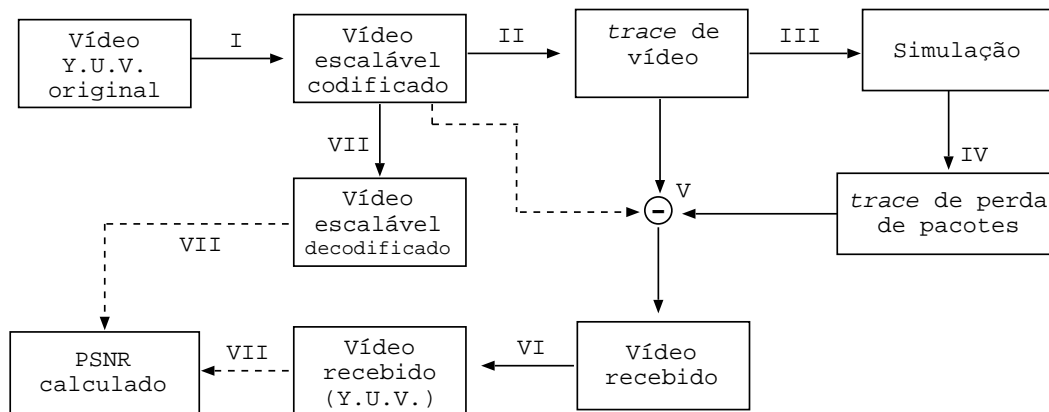 Vídeo
Y.U.V.
original
I
Vídeo
escalável
codificado
II
trace de
vídeo
III
Simulação
VII
IV
Vídeo
escalável
decodificado
VII
V
-
trace de perda
de pacotes
PSNR
calculado
VII
Vídeo
recebido
(Y.U.V.)
VI
Vídeo
recebido